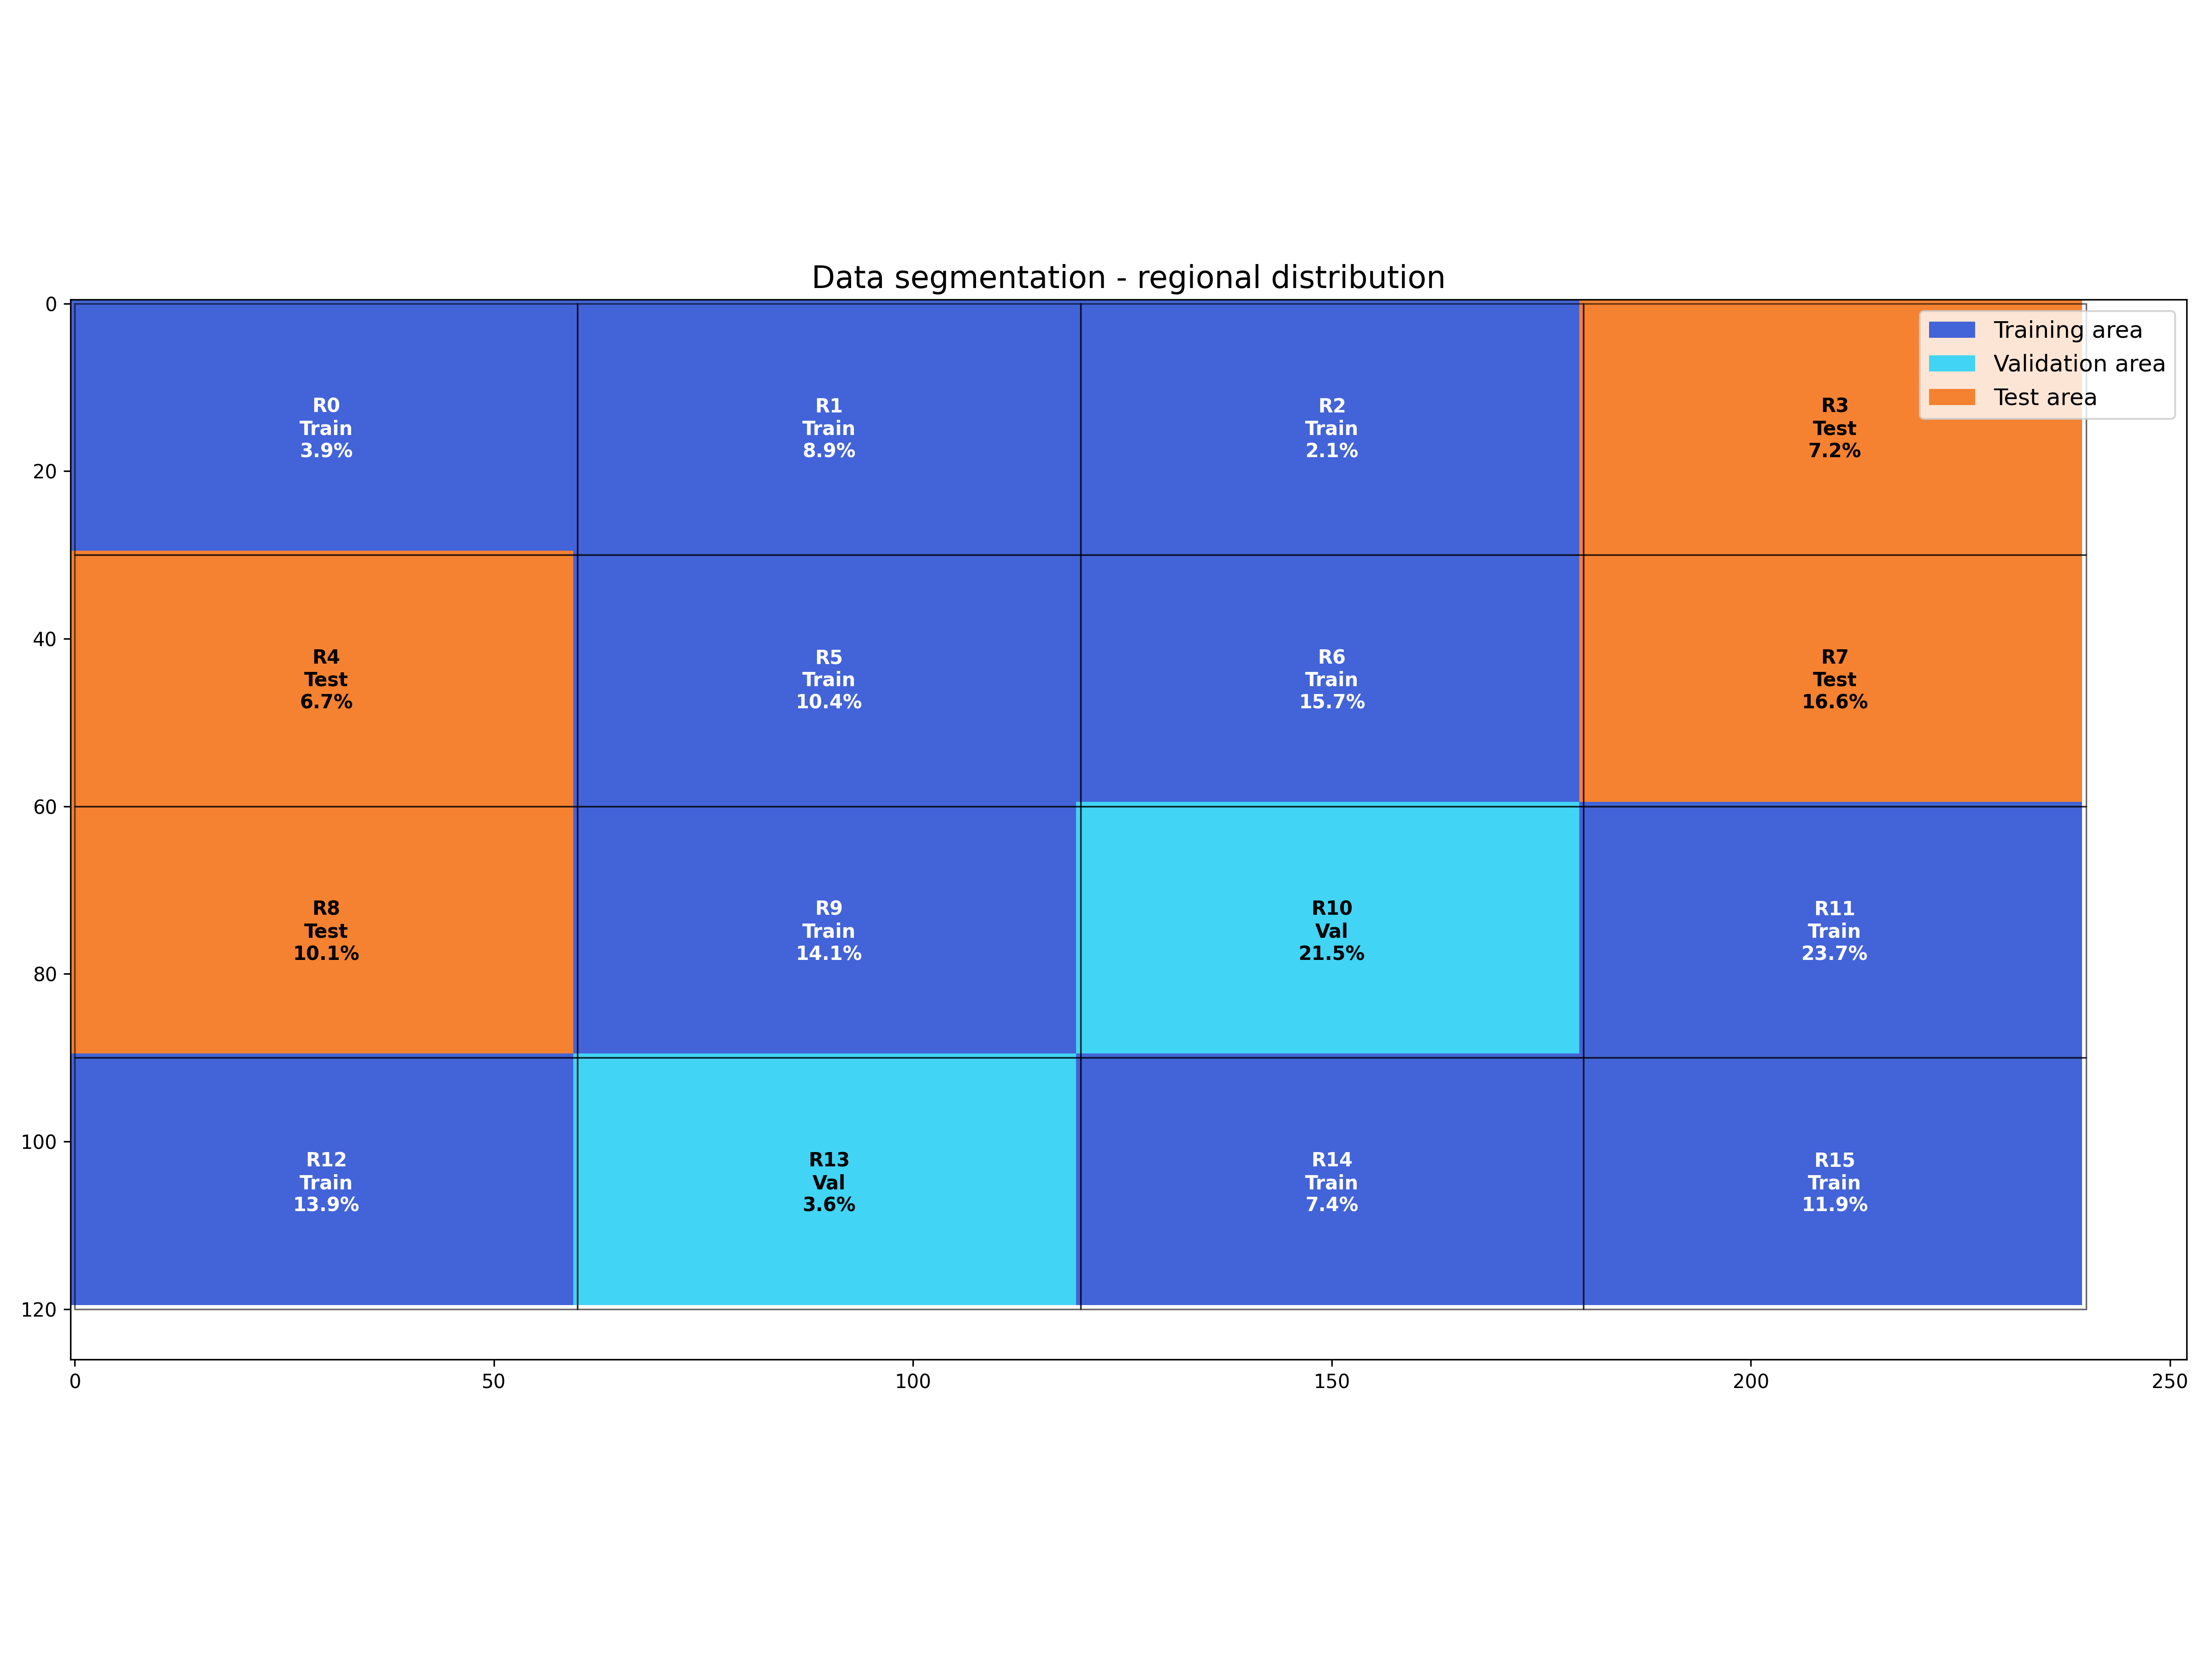 Data segmentation - regional distribution
0
20
40
60
80
100
120
Training area
Validation area
Test area
R0
Train
3.9%
R1
Train
8.9%
R2
Train
2.1%
R3
Test
7.2%
R4
Test
6.7%
R5
Train
10.4%
R6
Train
15.7%
R7
Test
16.6%
R8
Test
10.1%
R9
Train
14.1%
R10
Val
21.5%
R11
Train
23.7%
R12
Train
13.9%
R13
Val
3.6%
R14
Train
7.4%
R15
Train
11.9%
0
50
100
150
200
250